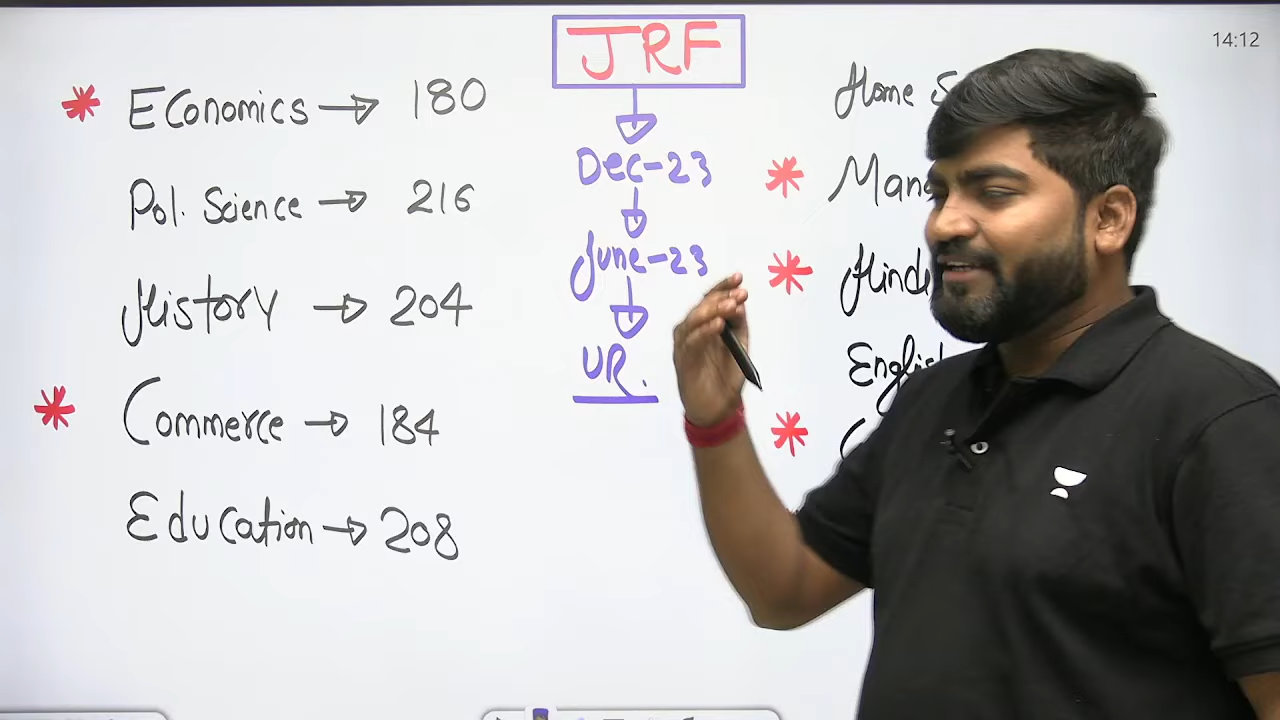 14:12
JRF
Dec-23
June-23
UR.
* Economics → 180
Pol. Science → 216
History → 204
* Commerce → 184
Education → 208
Home
*
*
*